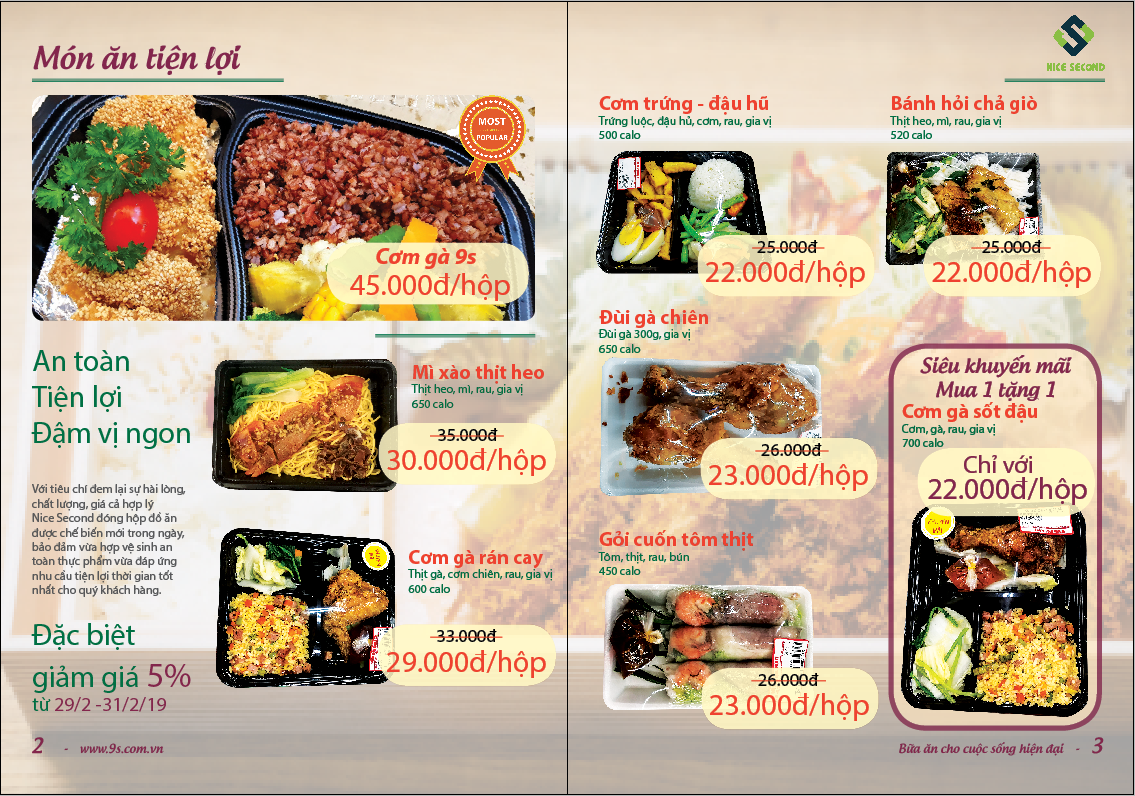 Món ăn tiện lợi
MOST
POPULAR
Cơm gà 9s
45.000đ/hộp
An toàn
Tiện lợi
Đậm vị ngon
Với tiêu chí đem lại sự hài lòng,
chất lượng, giá cả hợp lý
Nice Second đóng hộp đồ ăn
được chế biến mới trong ngày,
bảo đảm vừa hợp vệ sinh an
toàn thực phẩm vừa đáp ứng
nhu cầu tiện lợi thời gian tốt
nhất cho quý khách hàng.
Đặc biệt
giảm giá 5%
từ 29/2 -31/2/19
Mì xào thịt heo
Thịt heo, mì, rau, gia vị
650 calo
35.000đ
30.000đ/hộp
Cơm gà rán cay
Thịt gà, cơm chiên, rau, gia vị
600 calo
33.000đ
29.000đ/hộp
2 - www.9s.com.vn
NICE SECOND
Cơm trứng - đậu hũ
Trứng luộc, đậu hủ, cơm, rau, gia vị
500 calo
25.000đ
22.000đ/hộp
Bánh hỏi chả giò
Thịt heo, mì, rau, gia vị
520 calo
25.000đ
22.000đ/hộp
Đùi gà chiên
Đùi gà 300g, gia vị
650 calo
26.000đ
23.000đ/hộp
Gỏi cuốn tôm thịt
Tôm, thịt, rau, bún
450 calo
26.000đ
23.000đ/hộp
Siêu khuyến mãi
Mua 1 tặng 1
Cơm gà sốt đậu
Cơm, gà, rau, gia vị
700 calo
Chỉ với
22.000đ/hộp
Bữa ăn cho cuộc sống hiện đại - 3